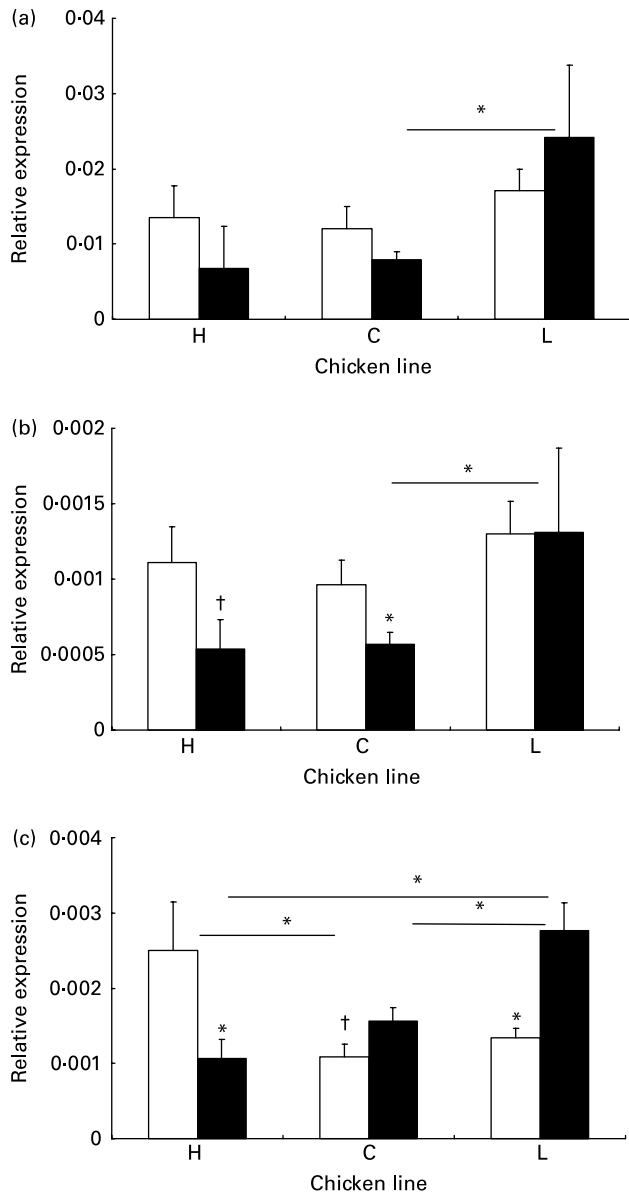 (a)
0·04
0·03
0·02
0·01
0
Relative expression
*
H C L
Chicken line
(b)
0·002
0·0015
0·001
0·0005
0
Relative expression
*
†
*
H C L
Chicken line
(c)
0·004
0·003
0·002
0·001
0
Relative expression
*
*
*
*
†
*
H C L
Chicken line